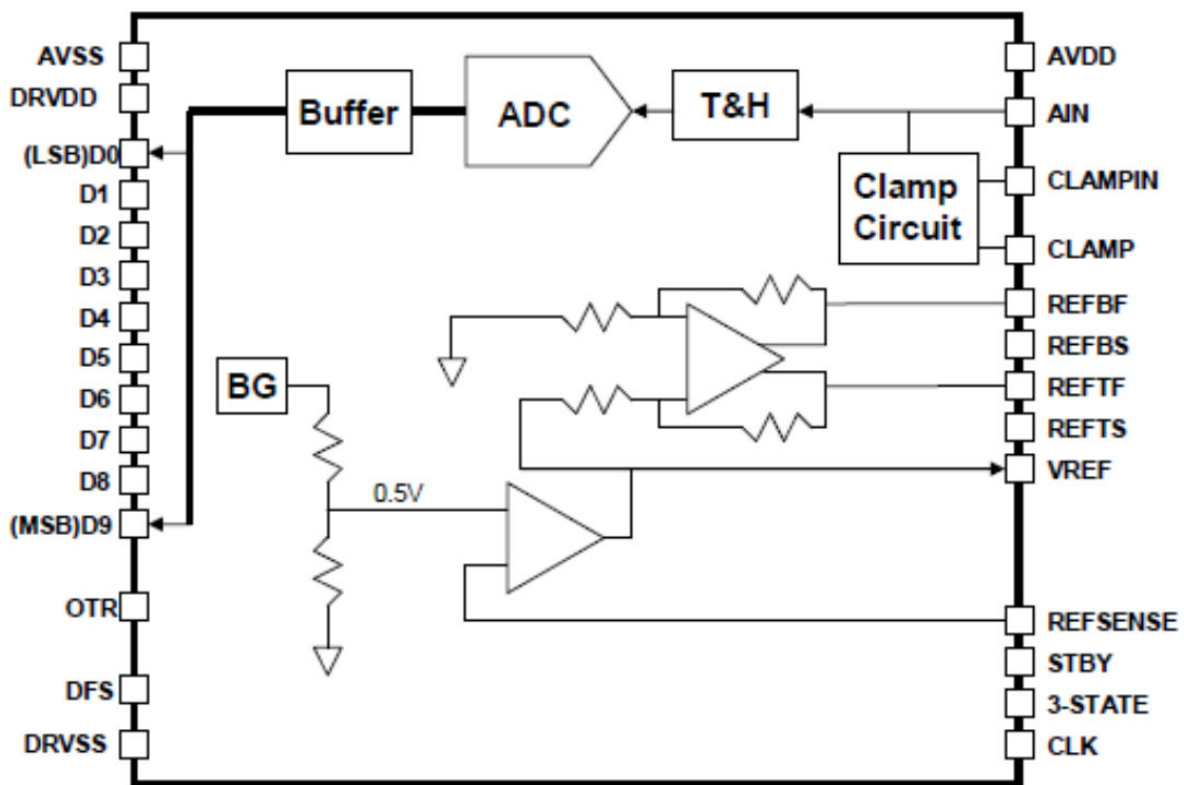 AVSS
DRVDD
(LSB)D0
D1
D2
D3
D4
D5
D6
D7
D8
(MSB)D9
OTR
DFS
DRVSS
Buffer
ADC
T&H
Clamp
Circuit
BG
0.5V
AVDD
AIN
CLAMPIN
CLAMP
REFBF
REFBS
REFTF
REFTS
VREF
REFSENSE
STBY
3-STATE
CLK